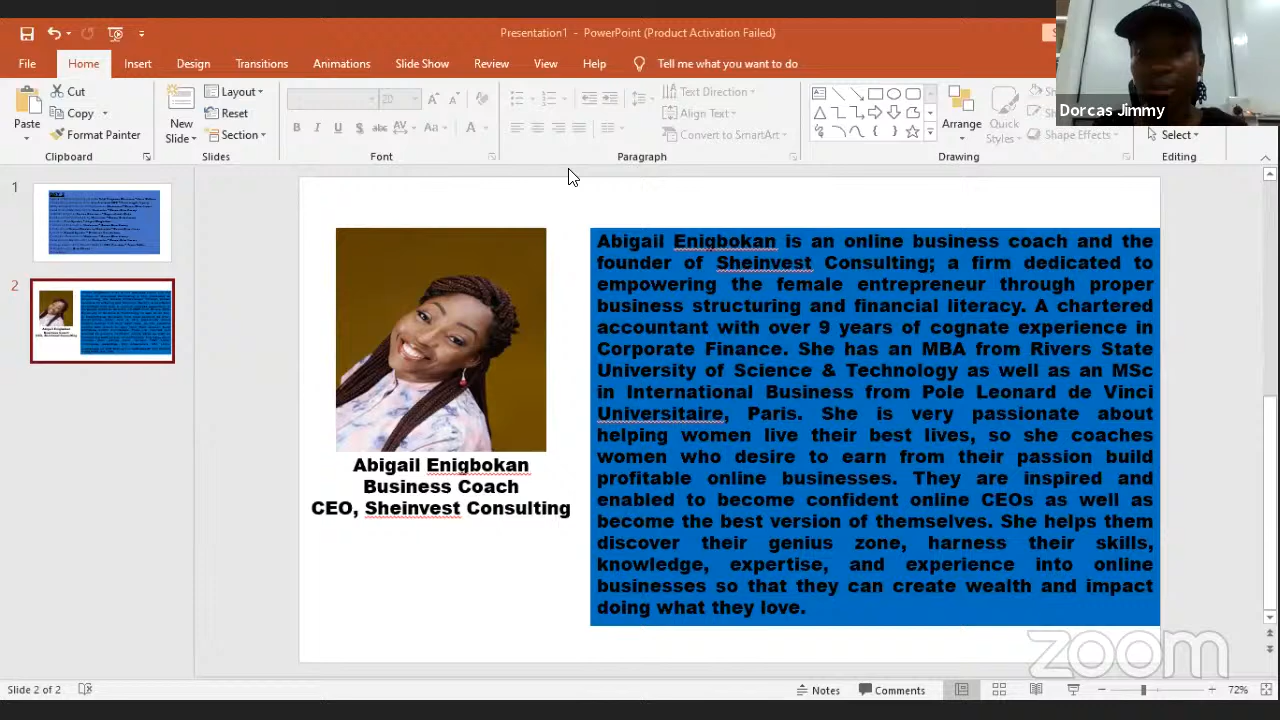 Presentation1 - PowerPoint (Product Activation Failed)
File Home Insert Design Transitions Animations Slide Show Review View Help Tell me what you want to do
Dorcas Jimmy
Paste
Cut
Copy
Format Painter
Clipboard
New
Slide
Layout
Reset
Section
Slides
20
Font
Text Direction
Align Text
Convert to SmartArt
Paragraph
Arrange
Quick
Styles
Shape Effects
Drawing
Select
Editing
1
2
Abigail Enigbokan
Business Coach
CEO, Sheinvest Consulting
Abigail Enigbokan is an online business coach and the
founder of Sheinvest Consulting; a firm dedicated to
empowering the female entrepreneur through proper
business structuring and financial literacy. A chartered
accountant with over 9 years of cognate experience in
Corporate Finance. She has an MBA from Rivers State
University of Science & Technology as well as an MSc
in International Business from Pole Leonard de Vinci
Universitaire, Paris. She is very passionate about
helping women live their best lives, so she coaches
women who desire to earn from their passion build
profitable online businesses. They are inspired and
enabled to become confident online CEOs as well as
become the best version of themselves. She helps them
discover their genius zone, harness their skills,
knowledge, expertise, and experience into online
businesses so that they can create wealth and impact
doing what they love.
zoom
Slide 2 of 2
Notes
Comments
72%